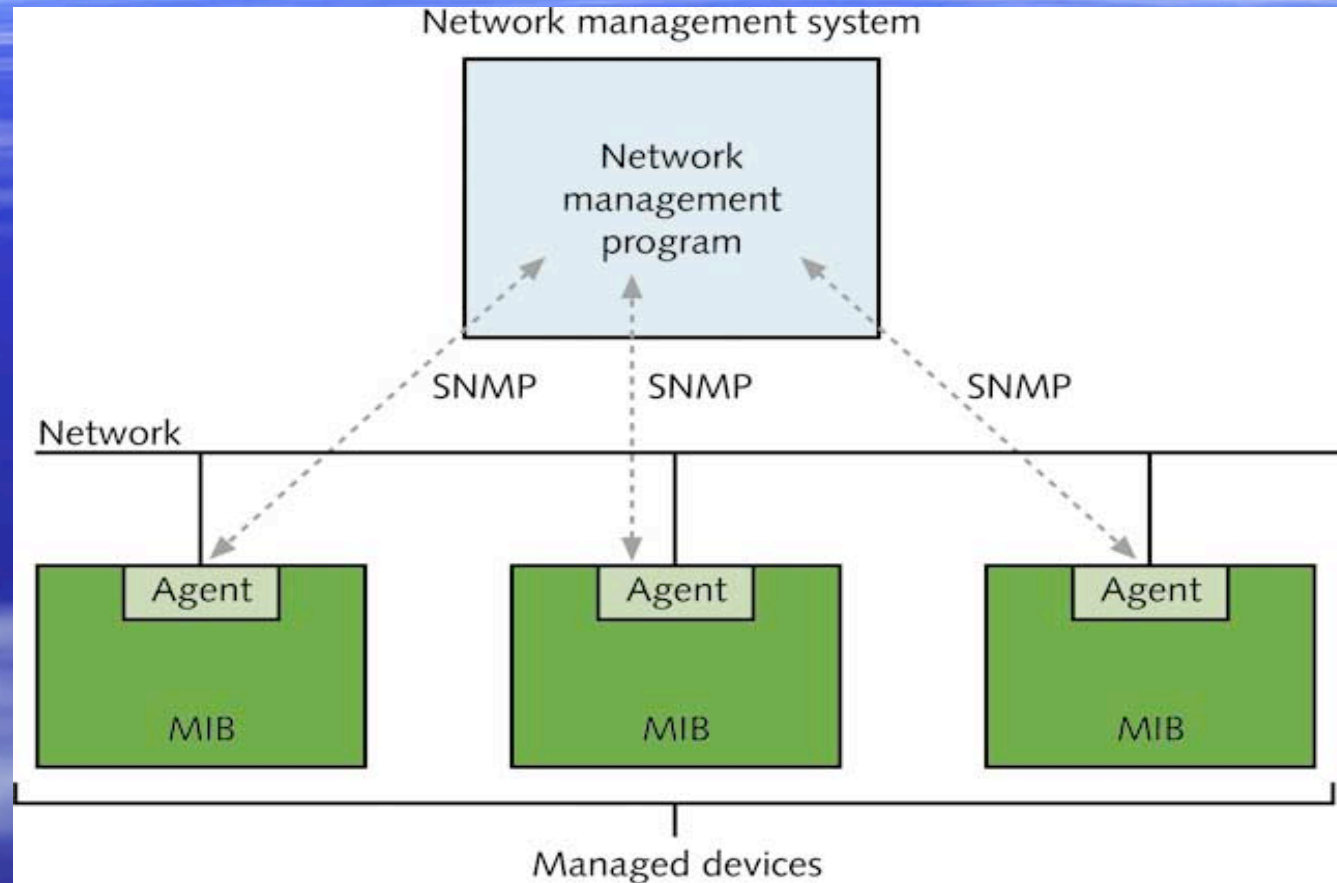 Network management system
Network
management
program
SNMP SNMP SNMP
Network
Agent Agent Agent
MIB MIB MIB
Managed devices